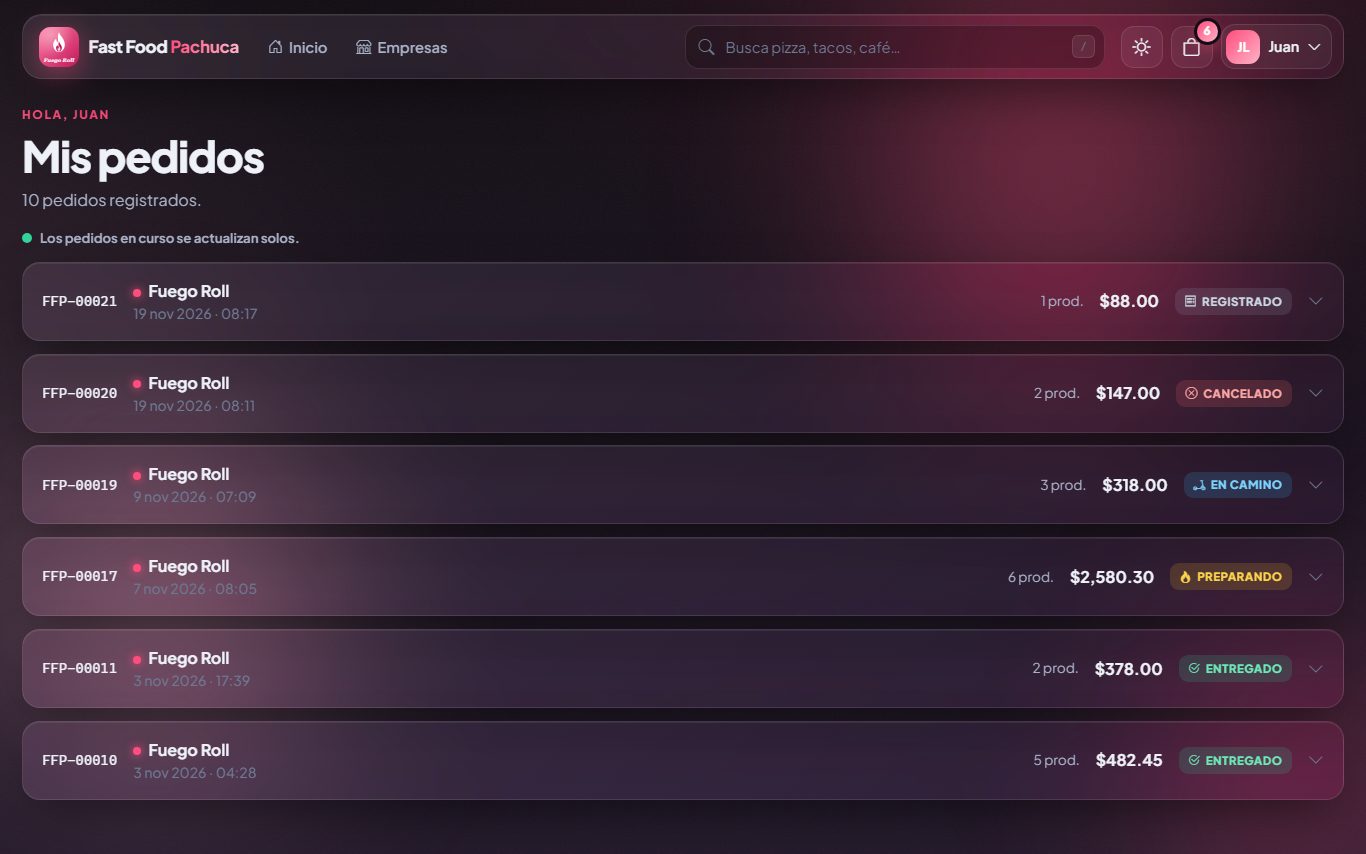 Fuego Roll
Fast Food Pachuca
Inicio
Empresas
Busca pizza, tacos, café...
/
6
JL
Juan
HOLA, JUAN
Mis pedidos
10 pedidos registrados.
Los pedidos en curso se actualizan solos.
FFP-00021
Fuego Roll
19 nov 2026 · 08:17
1 prod.
$88.00
REGISTRADO
FFP-00020
Fuego Roll
19 nov 2026 · 08:11
2 prod.
$147.00
CANCELADO
FFP-00019
Fuego Roll
9 nov 2026 · 07:09
3 prod.
$318.00
EN CAMINO
FFP-00017
Fuego Roll
7 nov 2026 · 08:05
6 prod.
$2,580.30
PREPARANDO
FFP-00011
Fuego Roll
3 nov 2026 · 17:39
2 prod.
$378.00
ENTREGADO
FFP-00010
Fuego Roll
3 nov 2026 · 04:28
5 prod.
$482.45
ENTREGADO